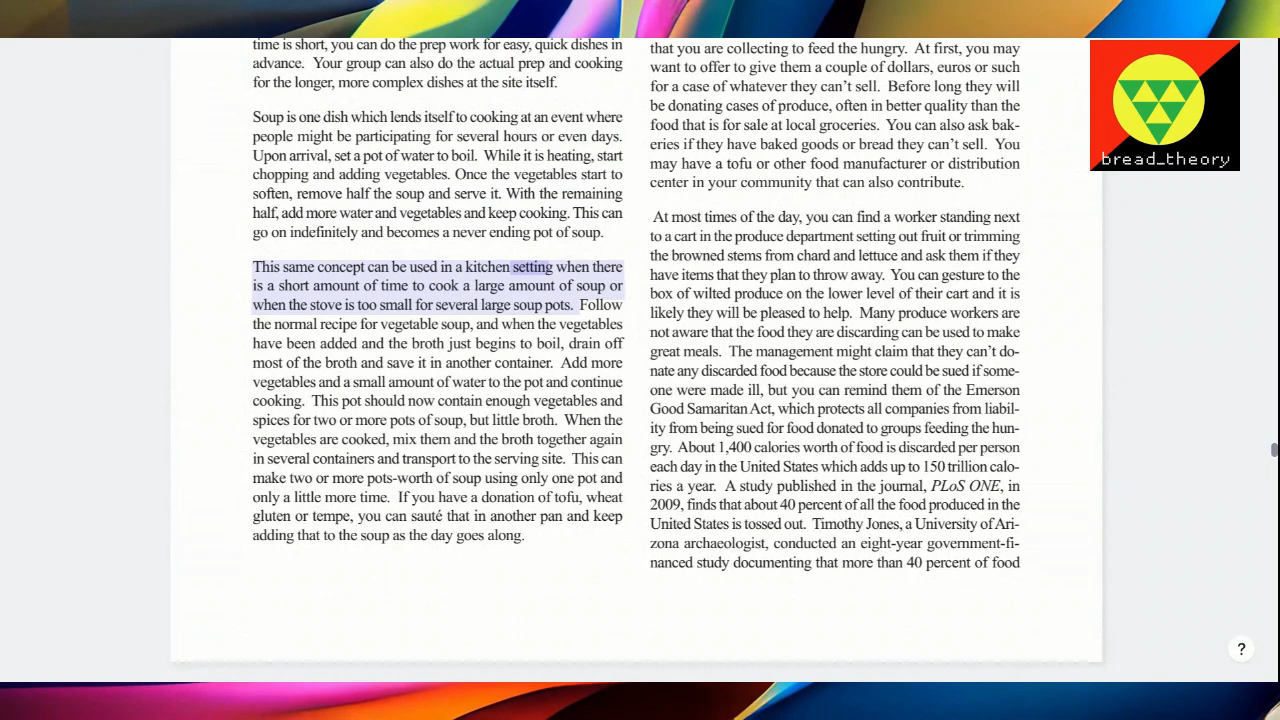 time is short, you can do the prep work for easy, quick dishes in
advance. Your group can also do the actual prep and cooking
for the longer, more complex dishes at the site itself.
Soup is one dish which lends itself to cooking at an event where
people might be participating for several hours or even days.
Upon arrival, set a pot of water to boil. While it is heating, start
chopping and adding vegetables. Once the vegetables start to
soften, remove half the soup and serve it. With the remaining
half, add more water and vegetables and keep cooking. This can
go on indefinitely and becomes a never ending pot of soup.
This same concept can be used in a kitchen setting when there
is a short amount of time to cook a large amount of soup or
when the stove is too small for several large soup pots. Follow
the normal recipe for vegetable soup, and when the vegetables
have been added and the broth just begins to boil, drain off
most of the broth and save it in another container. Add more
vegetables and a small amount of water to the pot and continue
cooking. This pot should now contain enough vegetables and
spices for two or more pots of soup, but little broth. When the
vegetables are cooked, mix them and the broth together again
in several containers and transport to the serving site. This can
make two or more pots-worth of soup using only one pot and
only a little more time. If you have a donation of tofu, wheat
gluten or tempe, you can sauté that in another pan and keep
adding that to the soup as the day goes along.
that you are collecting to feed the hungry. At first, you may
want to offer to give them a couple of dollars, euros or such
for a case of whatever they can't sell. Before long they will
be donating cases of produce, often in better quality than the
food that is for sale at local groceries. You can also ask bak-
eries if they have baked goods or bread they can't sell. You
may have a tofu or other food manufacturer or distribution
center in your community that can also contribute.
At most times of the day, you can find a worker standing next
to a cart in the produce department setting out fruit or trimming
the browned stems from chard and lettuce and ask them if they
have items that they plan to throw away. You can gesture to the
box of wilted produce on the lower level of their cart and it is
likely they will be pleased to help. Many produce workers are
not aware that the food they are discarding can be used to make
great meals. The management might claim that they can't do-
nate any discarded food because the store could be sued if some-
one were made ill, but you can remind them of the Emerson
Good Samaritan Act, which protects all companies from liabil-
ity from being sued for food donated to groups feeding the hun-
gry. About 1,400 calories worth of food is discarded per person
each day in the United States which adds up to 150 trillion calo-
ries a year. A study published in the journal, PLoS ONE, in
2009, finds that about 40 percent of all the food produced in the
United States is tossed out. Timothy Jones, a University of Ari-
zona archaeologist, conducted an eight-year government-fi-
nanced study documenting that more than 40 percent of food
bread_theory
?